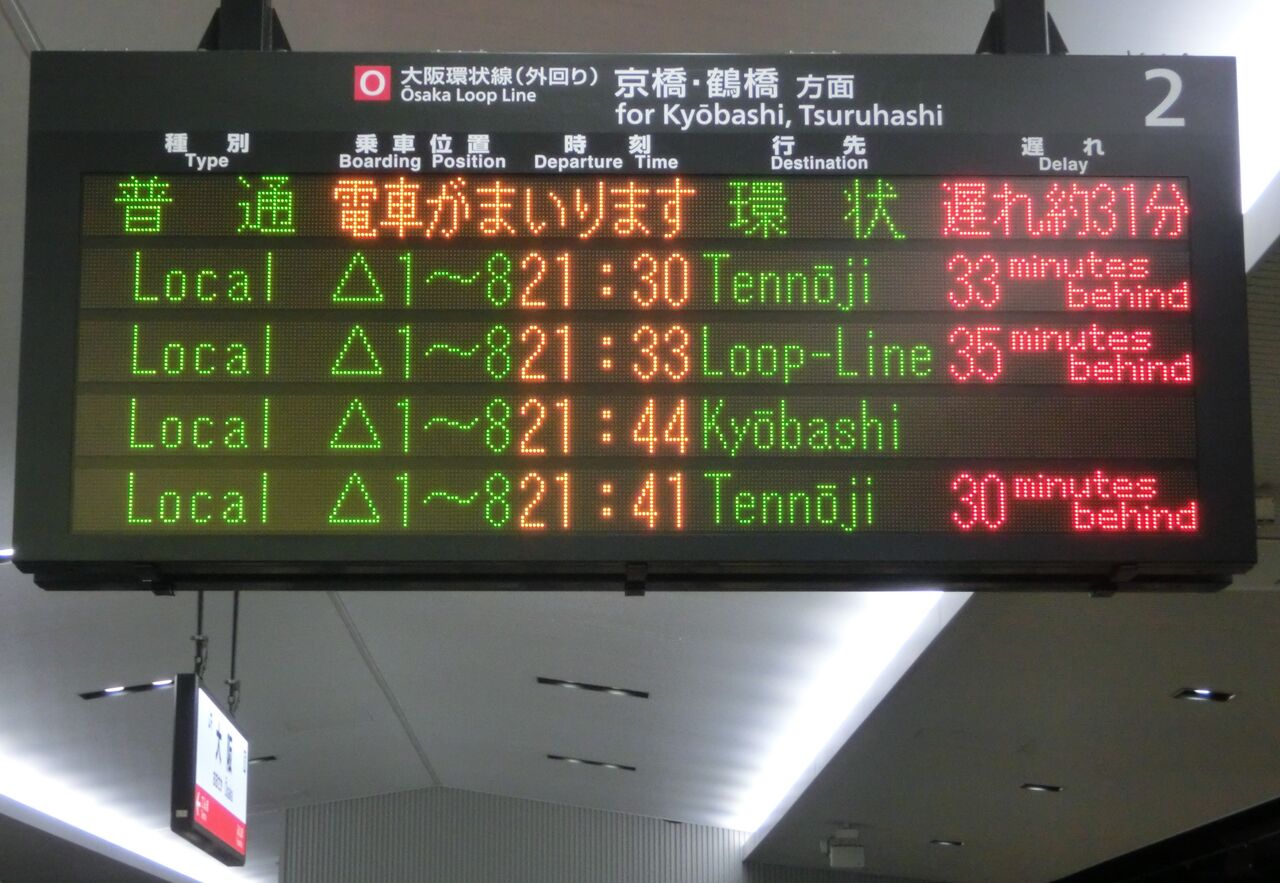 O 大阪環状線(外回り) 京橋・鶴橋 方面 2
Ōsaka Loop Line for Kyōbashi, Tsuruhashi
種別 乗車位置 時刻 行先 遅れ
Type Boarding Position Departure Time Destination Delay
普通 電車がまいります 環状 遅れ約31分
Local △1〜8 21:30 Tennōji 33 minutes behind
Local △1〜8 21:33 Loop-Line 35 minutes behind
Local △1〜8 21:44 Kyōbashi
Local △1〜8 21:41 Tennōji 30 minutes behind
大阪
Ōsaka